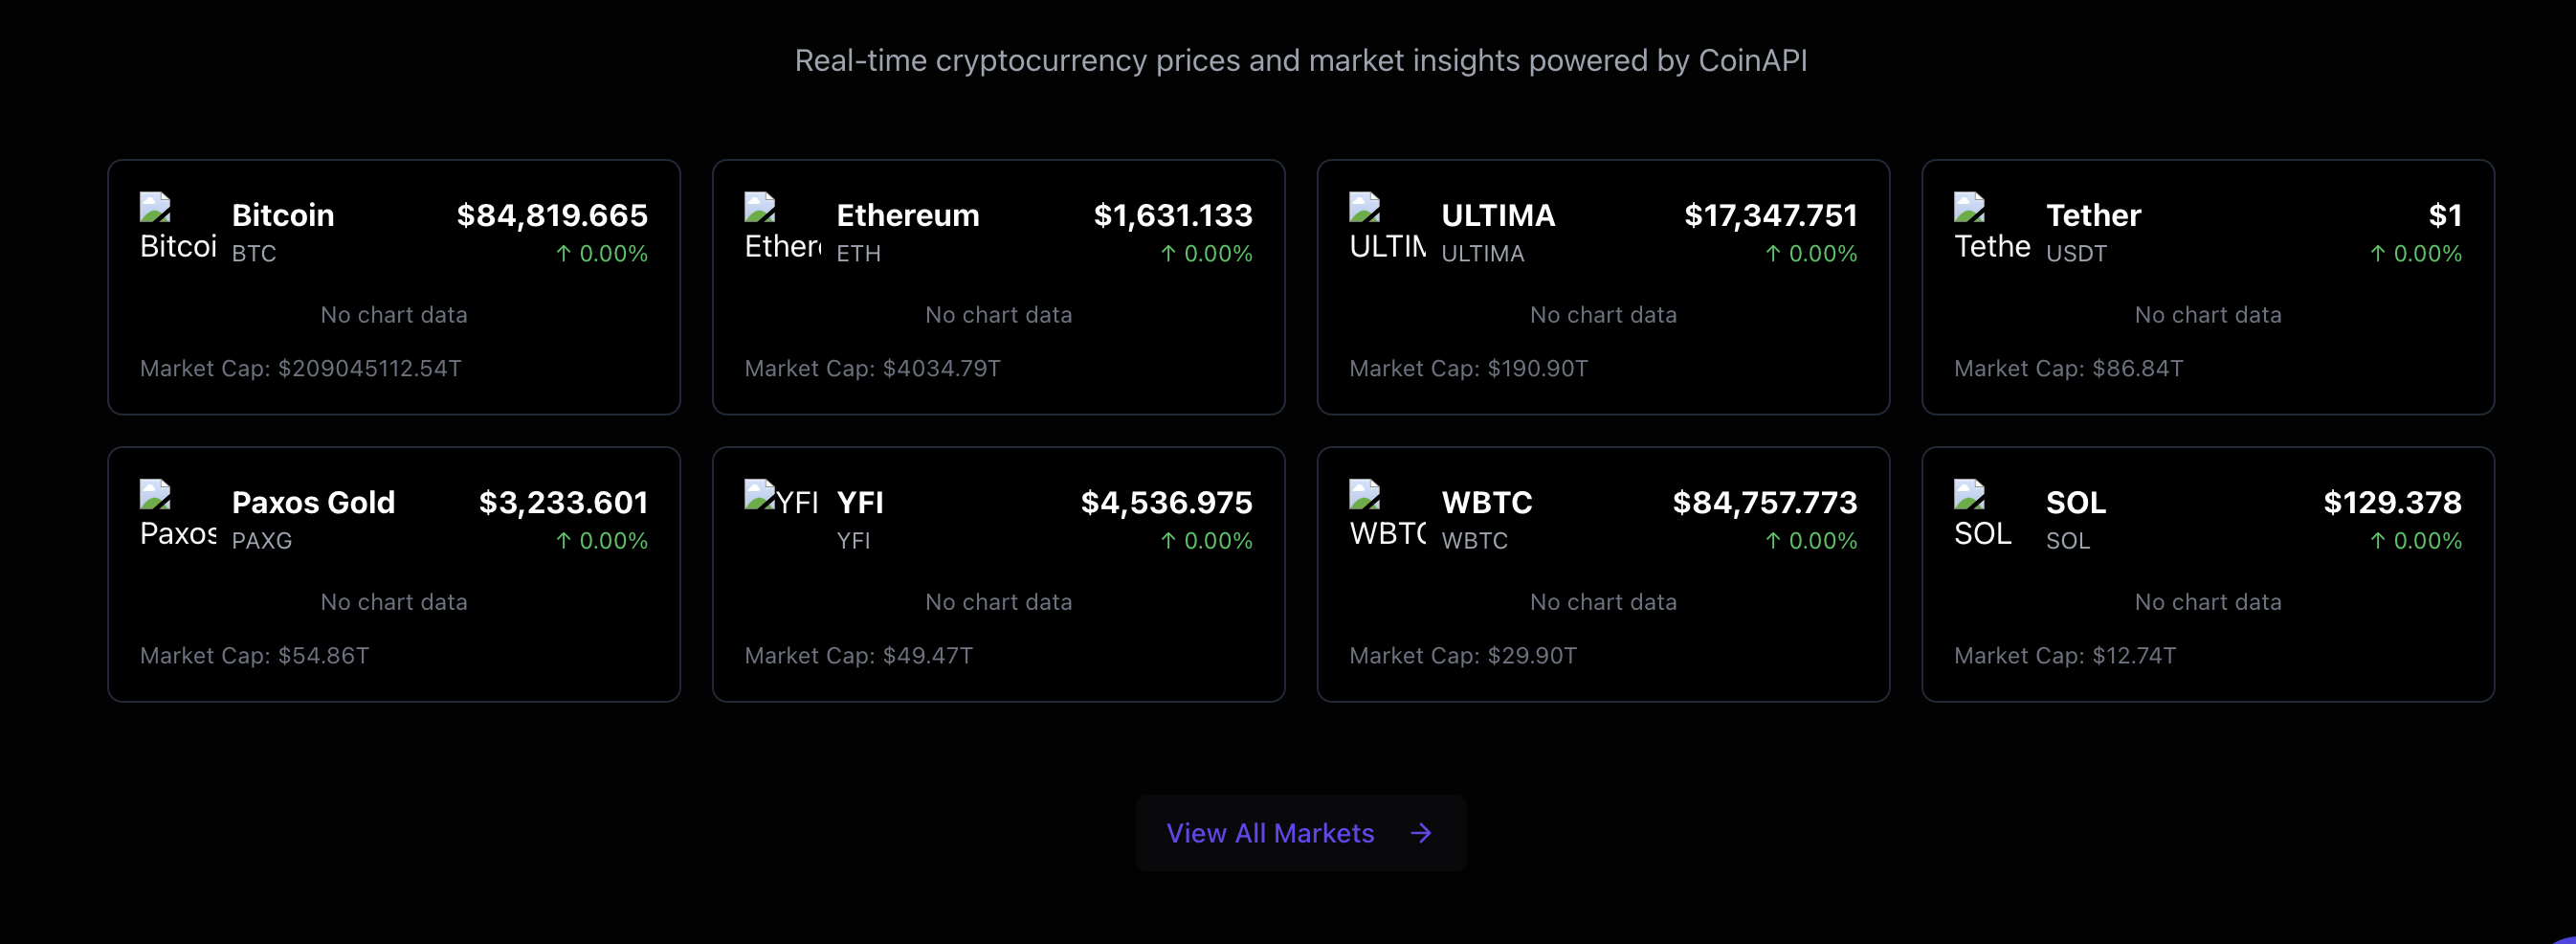 Real-time cryptocurrency prices and market insights powered by CoinAPI
Bitcoi Bitcoin $84,819.665
BTC ↑ 0.00%
No chart data
Market Cap: $209045112.54T
Ether Ethereum $1,631.133
ETH ↑ 0.00%
No chart data
Market Cap: $4034.79T
ULTIM ULTIMA $17,347.751
ULTIMA ↑ 0.00%
No chart data
Market Cap: $190.90T
Tethe Tether $1
USDT ↑ 0.00%
No chart data
Market Cap: $86.84T
Paxos Paxos Gold $3,233.601
PAXG ↑ 0.00%
No chart data
Market Cap: $54.86T
YFI YFI $4,536.975
YFI ↑ 0.00%
No chart data
Market Cap: $49.47T
WBTC WBTC $84,757.773
WBTC ↑ 0.00%
No chart data
Market Cap: $29.90T
SOL SOL $129.378
SOL ↑ 0.00%
No chart data
Market Cap: $12.74T
View All Markets →